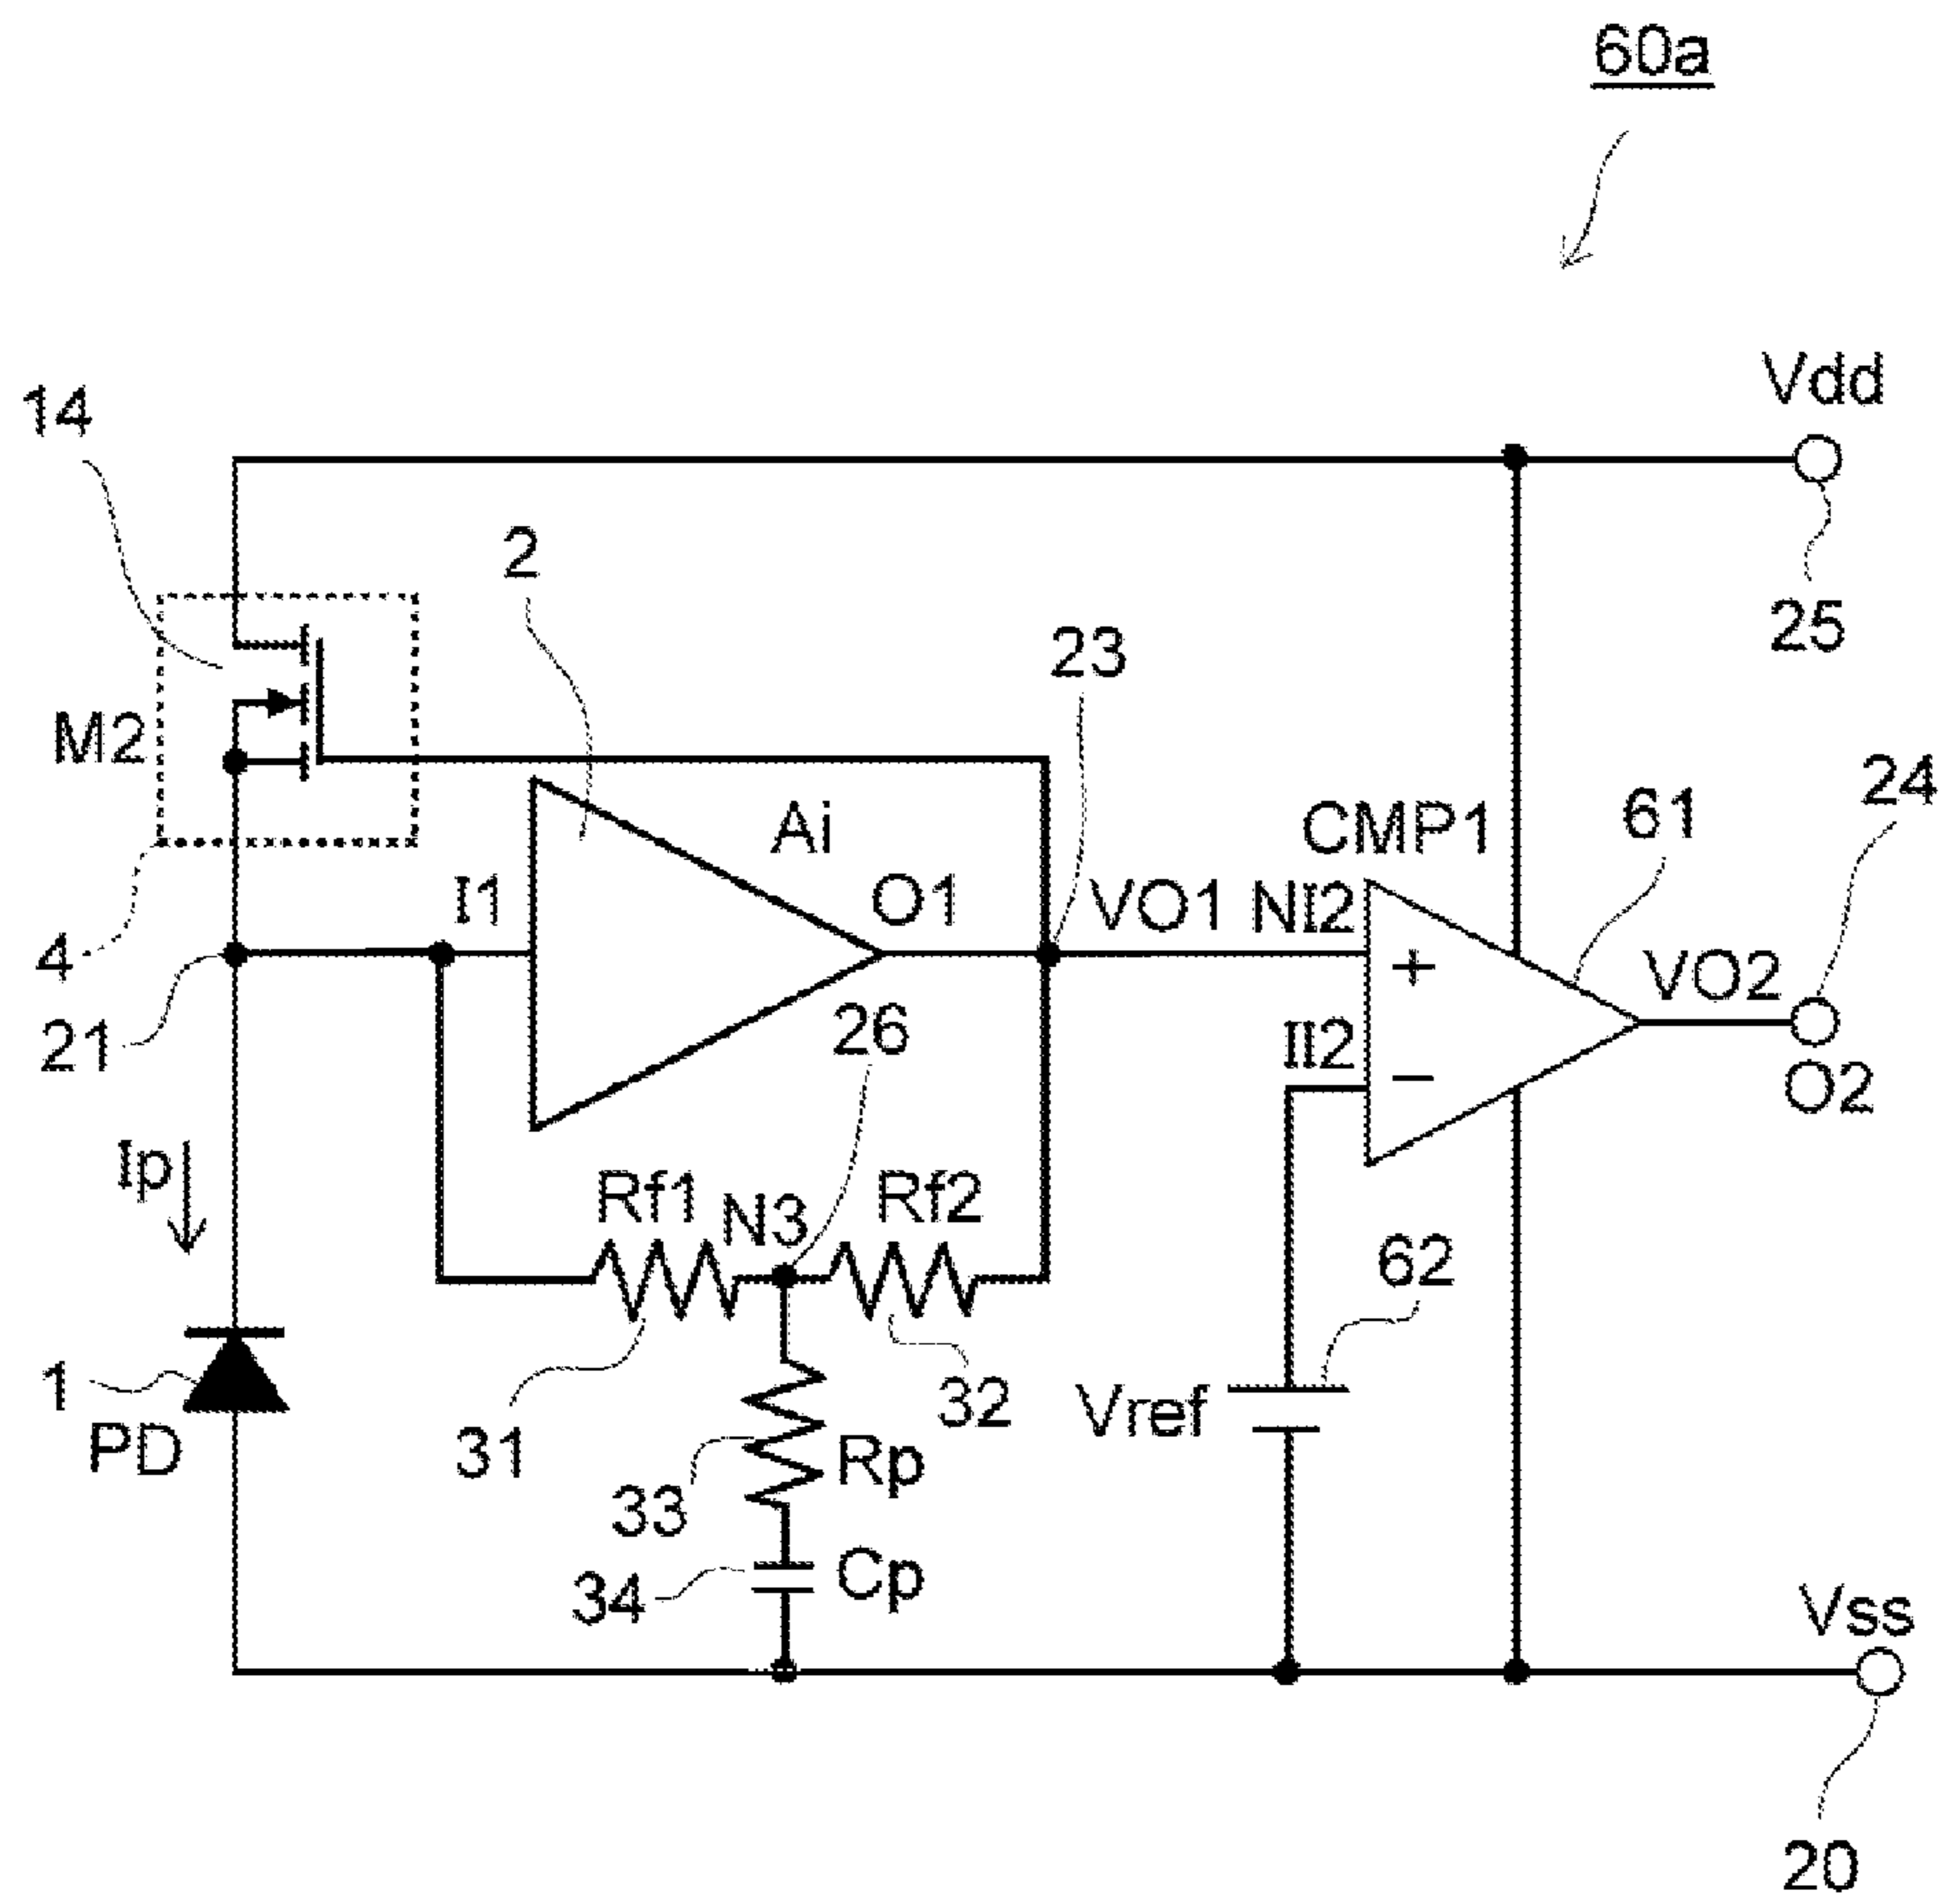 60a
Vdd
14
2
25
23
M2
24
Ai
CMP1
61
I1
O1
VO1
NI2
4
+
VO2
21
26
II2
−
O2
Ip
Rf1
N3
Rf2
62
1
PD
31
32
Vref
33
Rp
34
Cp
Vss
20